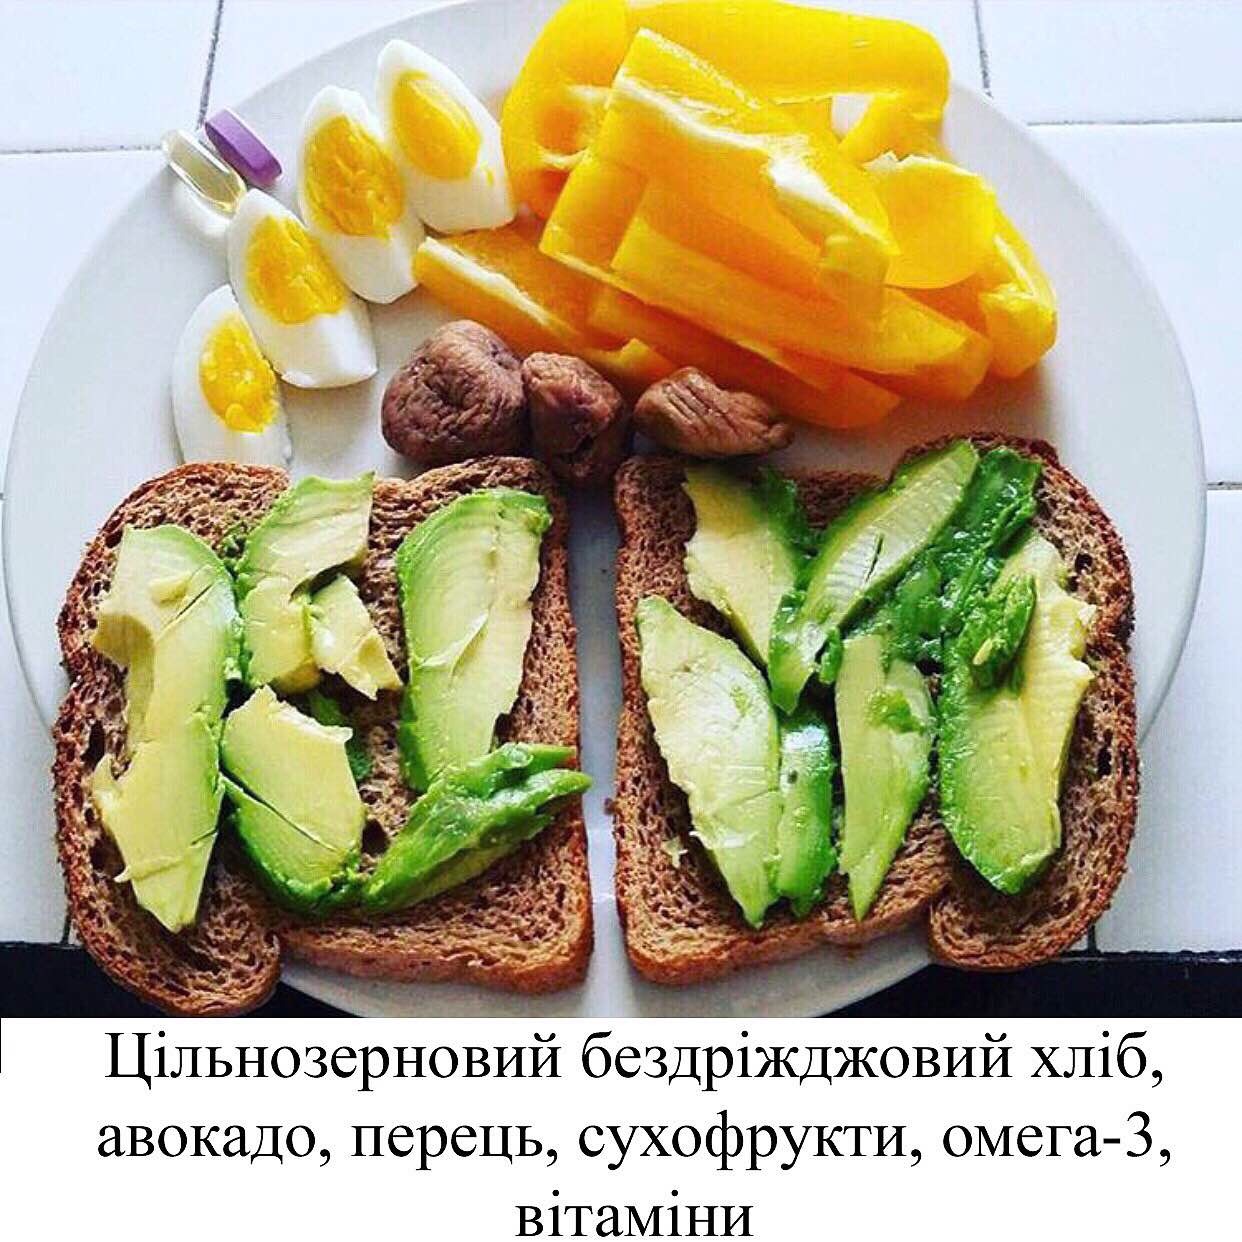 Цільнозерновий бездріжджовий хліб,
авокадо, перець, сухофрукти, омега-3,
вітаміни